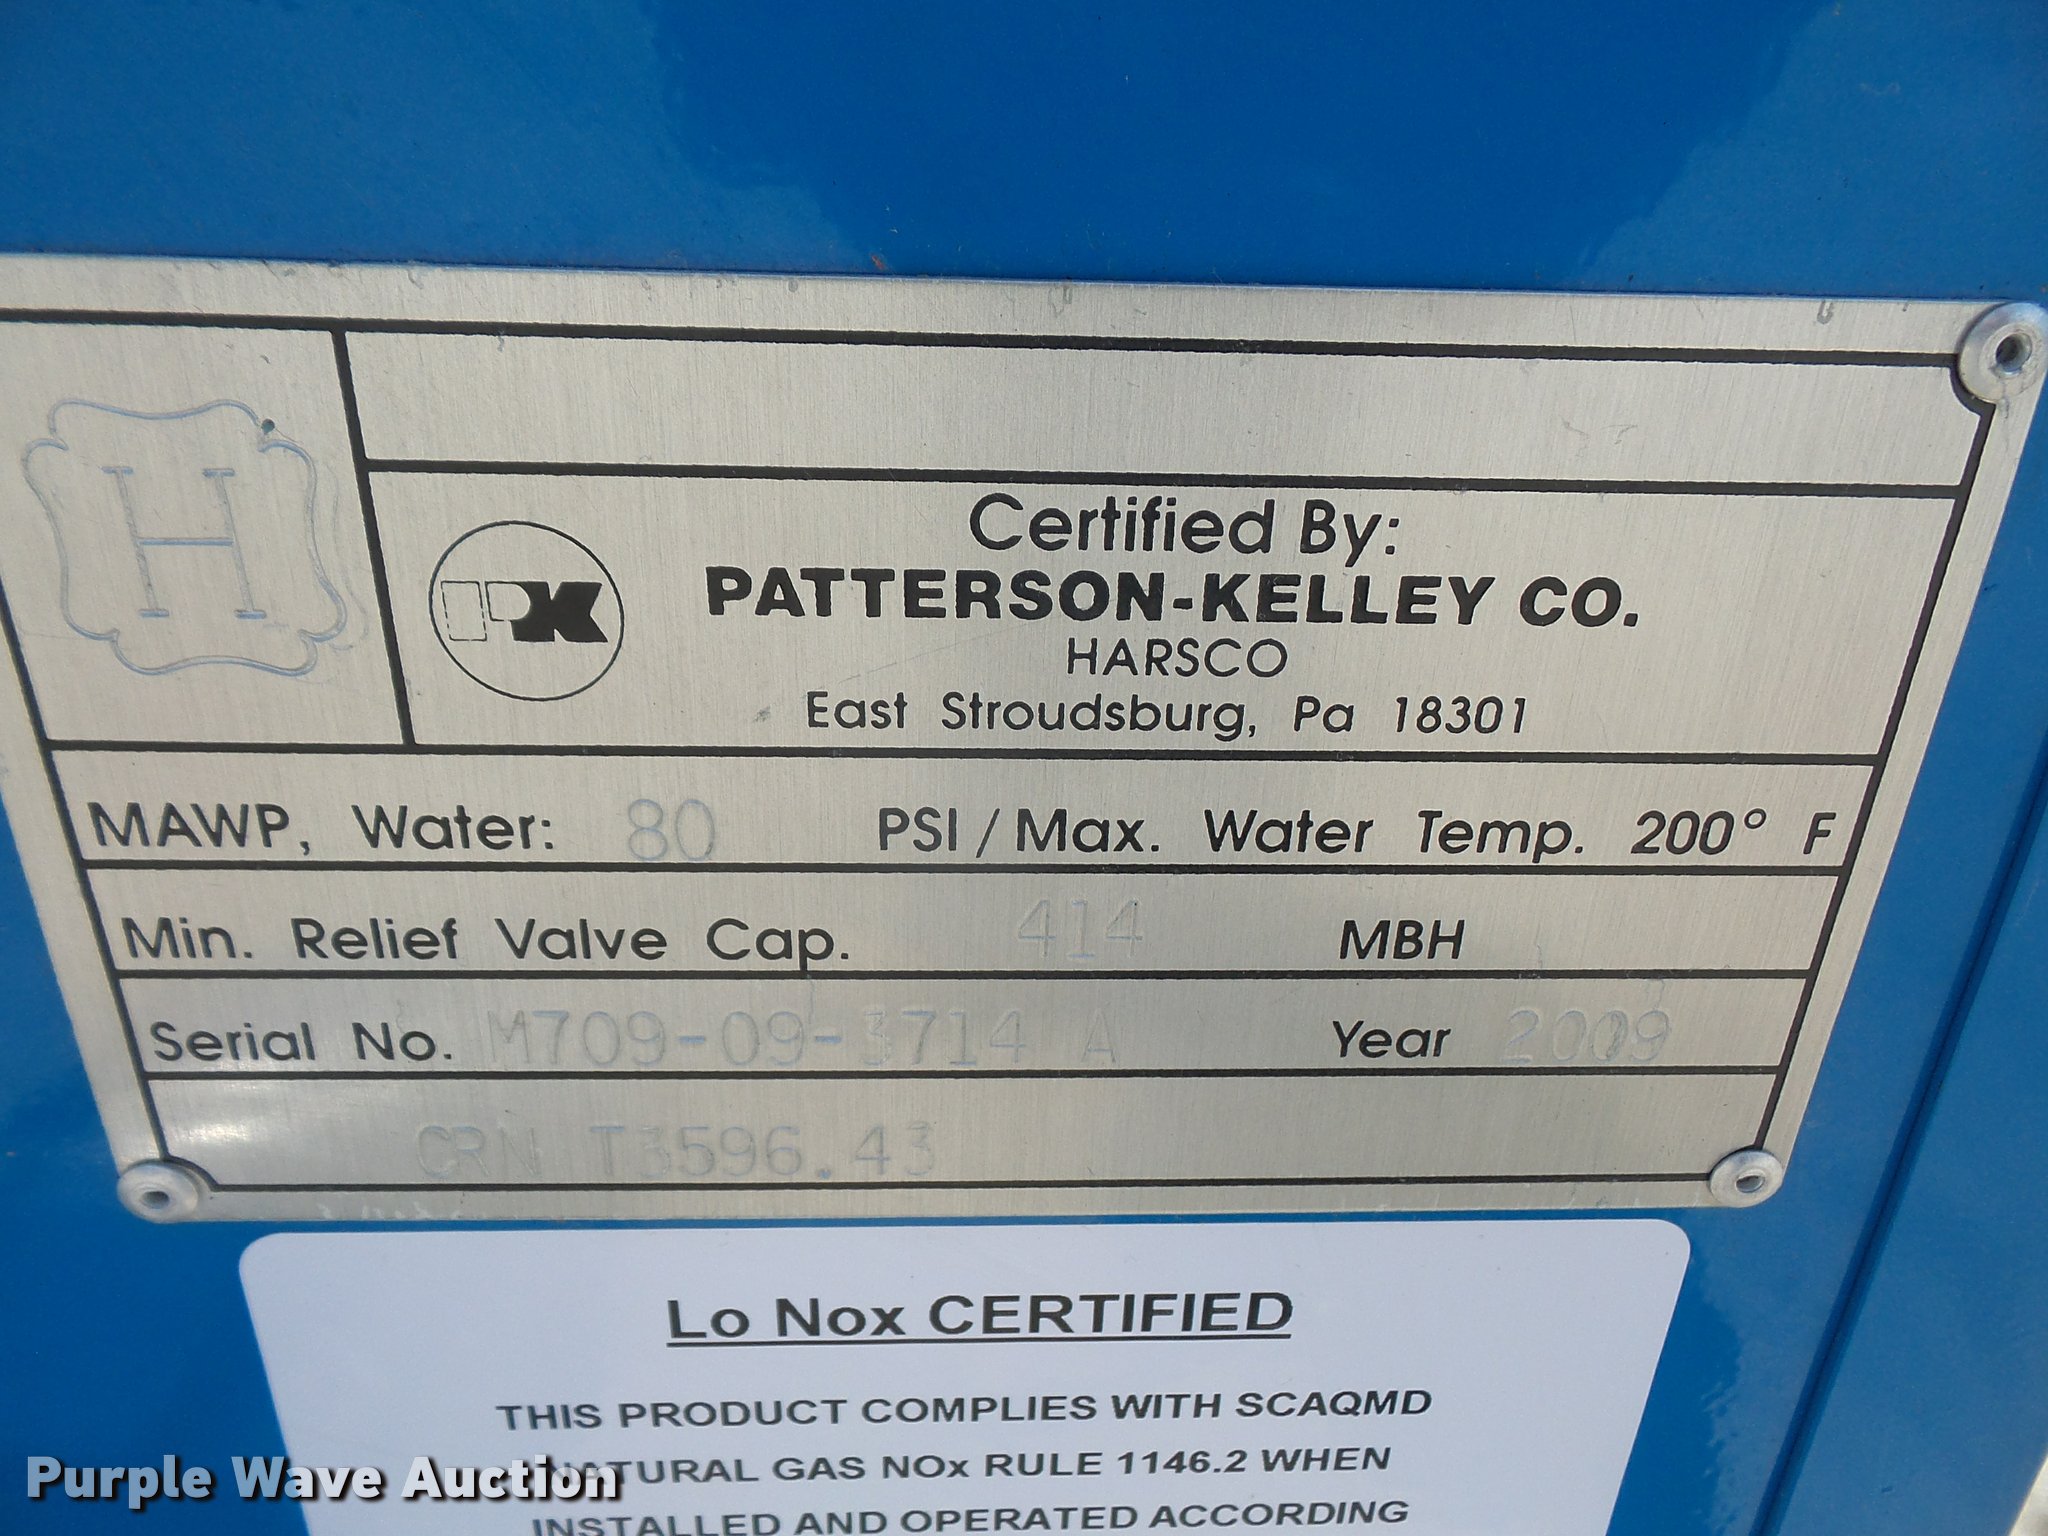 H
Certified By:
PK
PATTERSON-KELLEY CO.
HARSCO
East Stroudsburg, Pa 18301
MAWP, Water: 80 PSI / Max. Water Temp. 200° F
Min. Relief Valve Cap. 414 MBH
Serial No. M709-09-3714 A Year 2009
CRN T3596.43
Lo Nox CERTIFIED
THIS PRODUCT COMPLIES WITH SCAQMD
NATURAL GAS NOx RULE 1146.2 WHEN
INSTALLED AND OPERATED ACCORDING
Purple Wave Auction